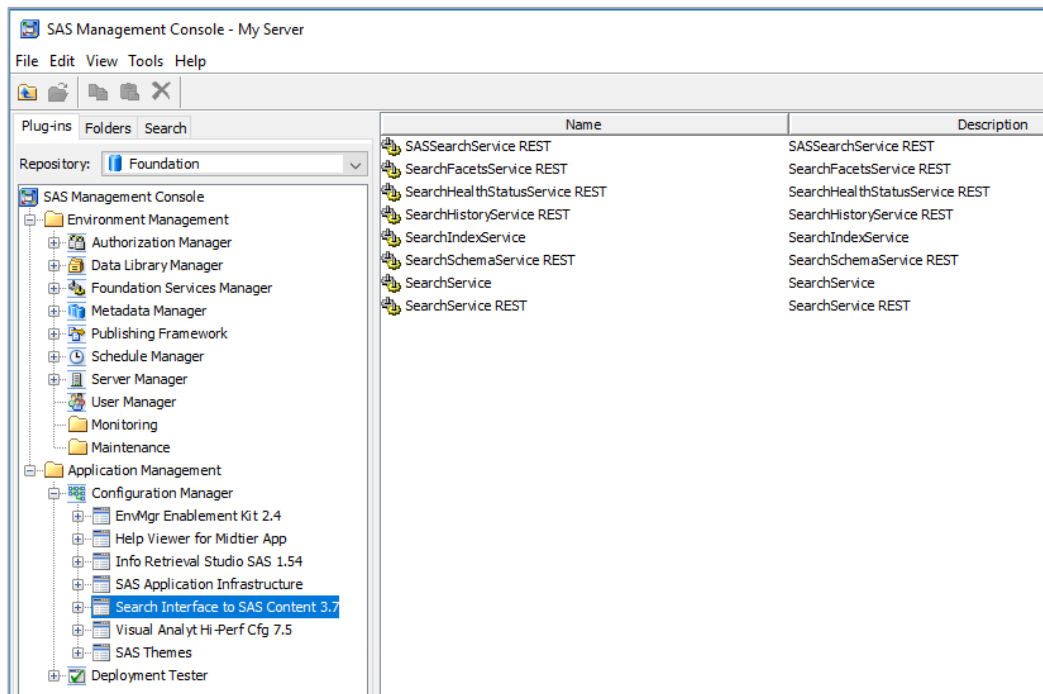 SAS Management Console - My Server
File Edit View Tools Help
Plug-ins Folders Search
Repository: Foundation
SAS Management Console
Environment Management
Authorization Manager
Data Library Manager
Foundation Services Manager
Metadata Manager
Publishing Framework
Schedule Manager
Server Manager
User Manager
Monitoring
Maintenance
Application Management
Configuration Manager
EnvMgr Enablement Kit 2.4
Help Viewer for Midtier App
Info Retrieval Studio SAS 1.54
SAS Application Infrastructure
Search Interface to SAS Content 3.7
Visual Analyt Hi-Perf Cfg 7.5
SAS Themes
Deployment Tester
Name Description
SASSearchService REST SASSearchService REST
SearchFacetsService REST SearchFacetsService REST
SearchHealthStatusService REST SearchHealthStatusService REST
SearchHistoryService REST SearchHistoryService REST
SearchIndexService SearchIndexService
SearchSchemaService REST SearchSchemaService REST
SearchService SearchService
SearchService REST SearchService REST